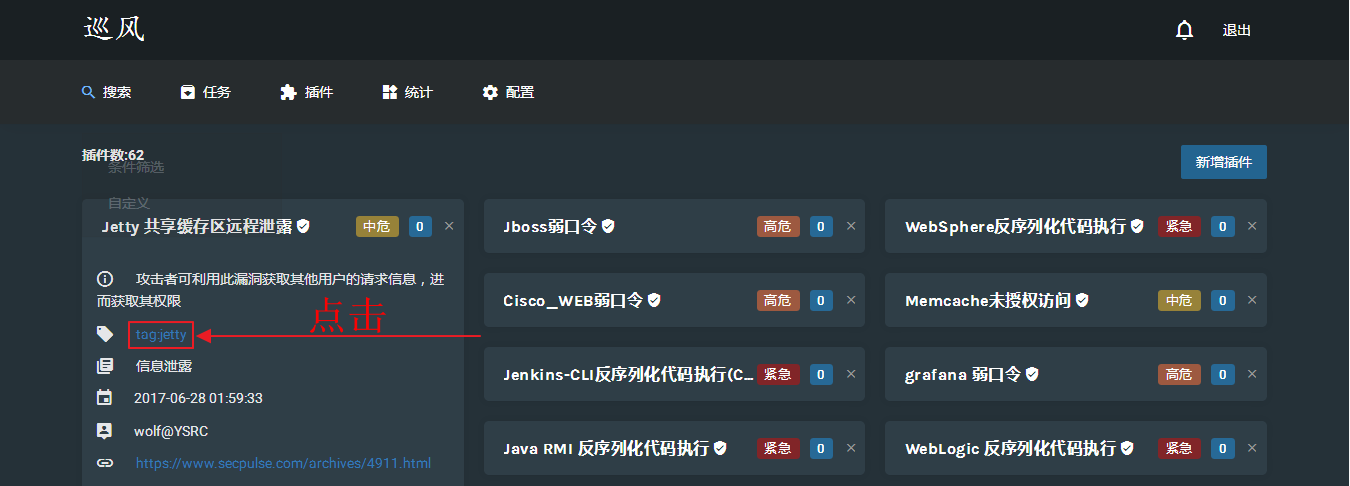 巡风
退出
搜索 任务 插件 统计 配置
插件数:62
新增插件
条件筛选
自定义
Jetty 共享缓存区远程泄露 中危 0 ×
攻击者可利用此漏洞获取其他用户的请求信息，进
而获取其权限
点击
tag:jetty
信息泄露
2017-06-28 01:59:33
wolf@YSRC
https://www.secpulse.com/archives/4911.html
Jboss弱口令 高危 0 ×
Cisco_WEB弱口令 高危 0 ×
Jenkins-CLI反序列化代码执行(C... 紧急 0 ×
Java RMI 反序列化代码执行 紧急 0 ×
WebSphere反序列化代码执行 紧急 0 ×
Memcache未授权访问 中危 0 ×
grafana 弱口令 高危 0 ×
WebLogic 反序列化代码执行 紧急 0 ×